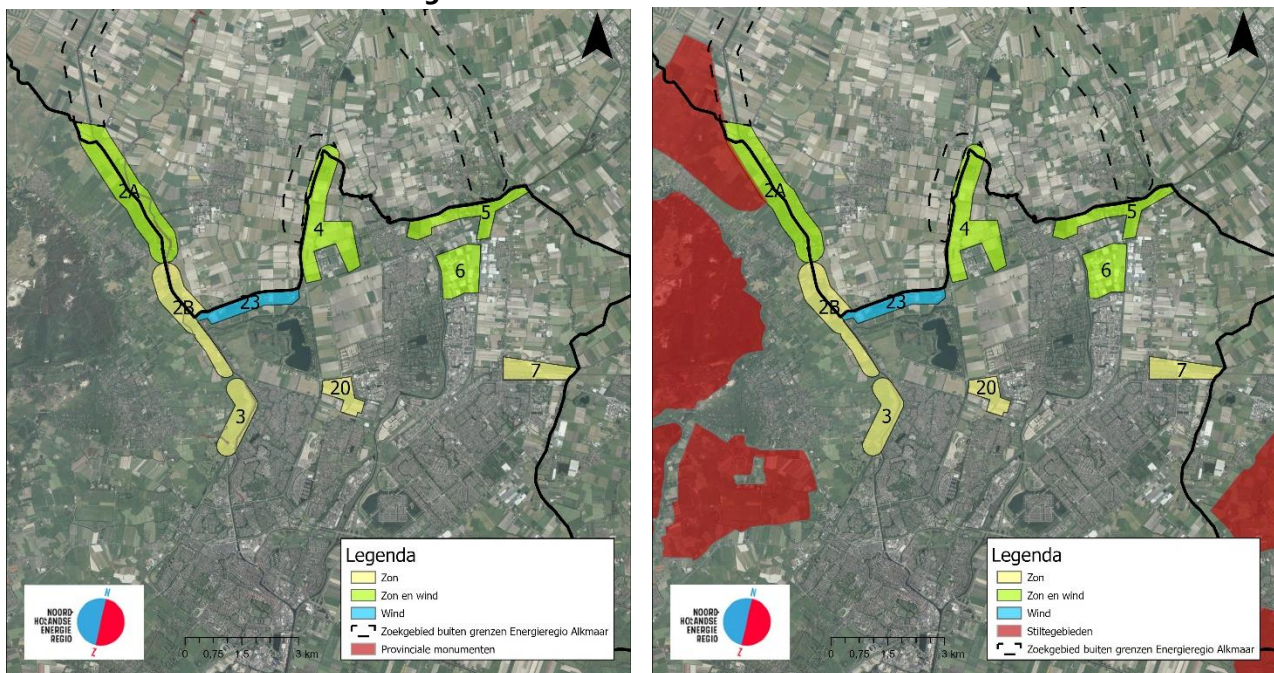 2A
4
5
6
2B
23
7
20
3
Legenda
Zon
Zon en wind
Wind
Zoekgebied buiten grenzen Energieregio Alkmaar
Provinciale monumenten
N
NOORD-
HOLLANDSE
ENERGIE
REGIO
Z
0 0,75 1,5 3 km
2A
4
5
6
2B
23
7
20
3
Legenda
Zon
Zon en wind
Wind
Stiltegebieden
Zoekgebied buiten grenzen Energieregio Alkmaar
N
NOORD-
HOLLANDSE
ENERGIE
REGIO
Z
0 0,75 1,5 3 km